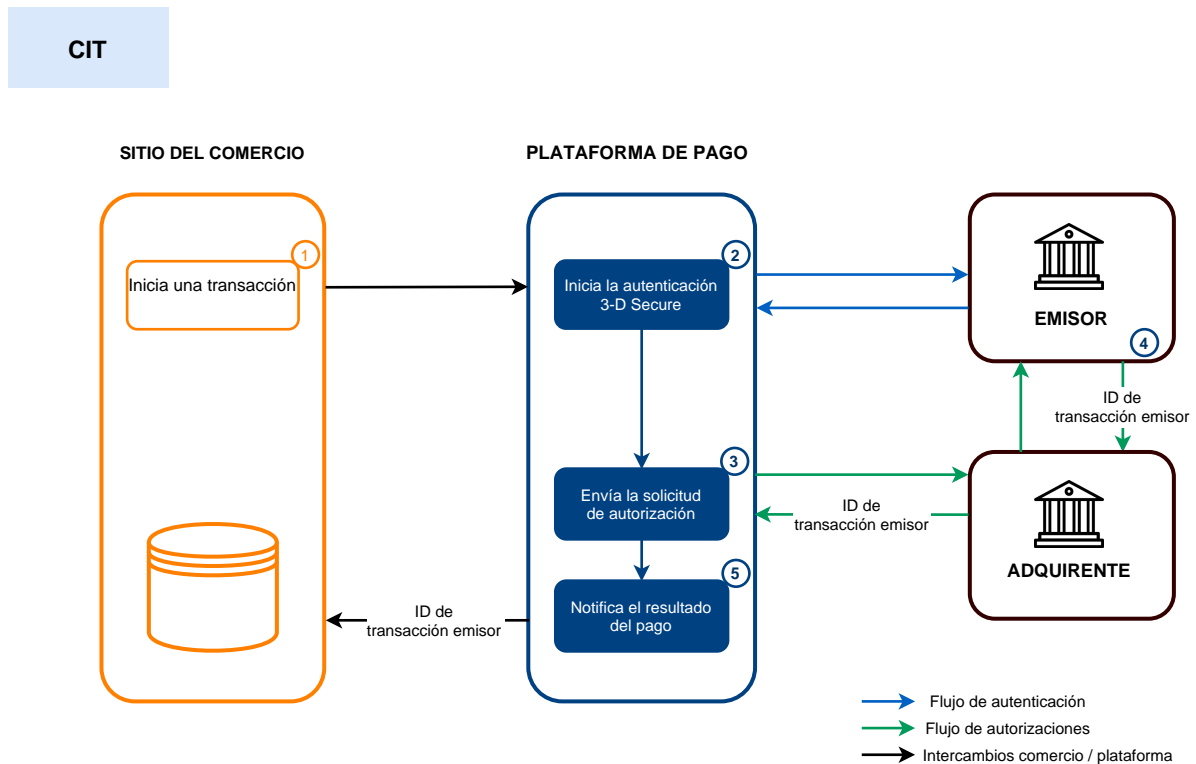 CIT
SITIO DEL COMERCIO
PLATAFORMA DE PAGO
1
Inicia una transacción
2
Inicia la autenticación
3-D Secure
EMISOR
4
ID de
transacción emisor
3
Envía la solicitud
de autorización
ID de
transacción emisor
ADQUIRENTE
5
Notifica el resultado
del pago
ID de
transacción emisor
Flujo de autenticación
Flujo de autorizaciones
Intercambios comercio / plataforma